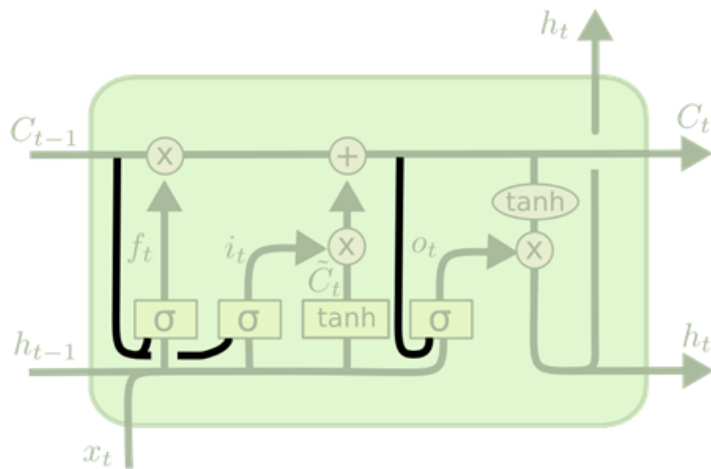 h_t
C_{t-1}
x
+
C_t
tanh
f_t
i_t
x
o_t
x
C̃_t
σ
σ
tanh
σ
h_{t-1}
h_t
x_t